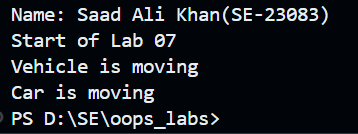 Name: Saad Ali Khan(SE-23083)
Start of Lab 07
Vehicle is moving
Car is moving
PS D:\SE\oops_labs>